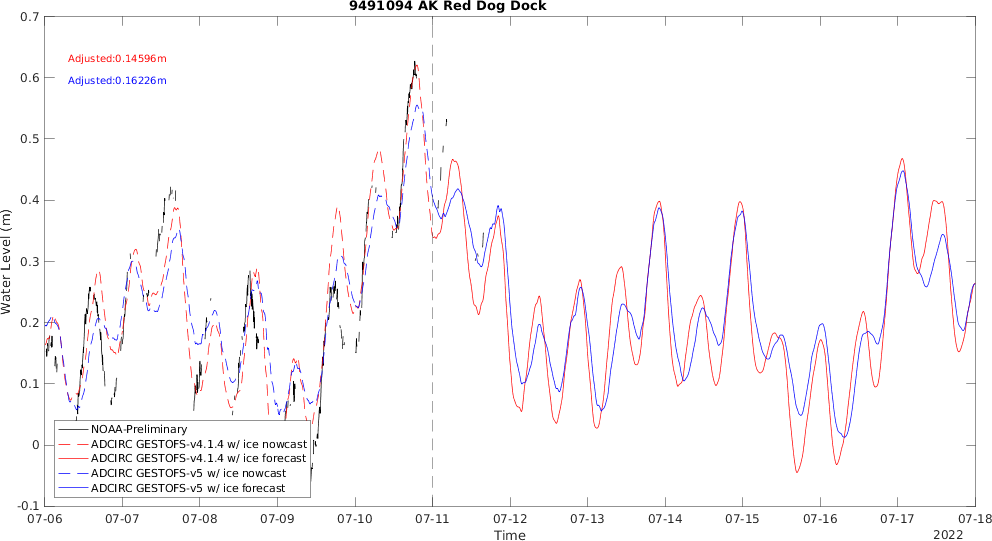 9491094 AK Red Dog Dock
Adjusted:0.14596m
Adjusted:0.16226m
Water Level (m)
0.7
0.6
0.5
0.4
0.3
0.2
0.1
0
-0.1
NOAA-Preliminary
ADCIRC GESTOFS-v4.1.4 w/ ice nowcast
ADCIRC GESTOFS-v4.1.4 w/ ice forecast
ADCIRC GESTOFS-v5 w/ ice nowcast
ADCIRC GESTOFS-v5 w/ ice forecast
07-06 07-07 07-08 07-09 07-10 07-11 07-12 07-13 07-14 07-15 07-16 07-17 07-18
Time
2022